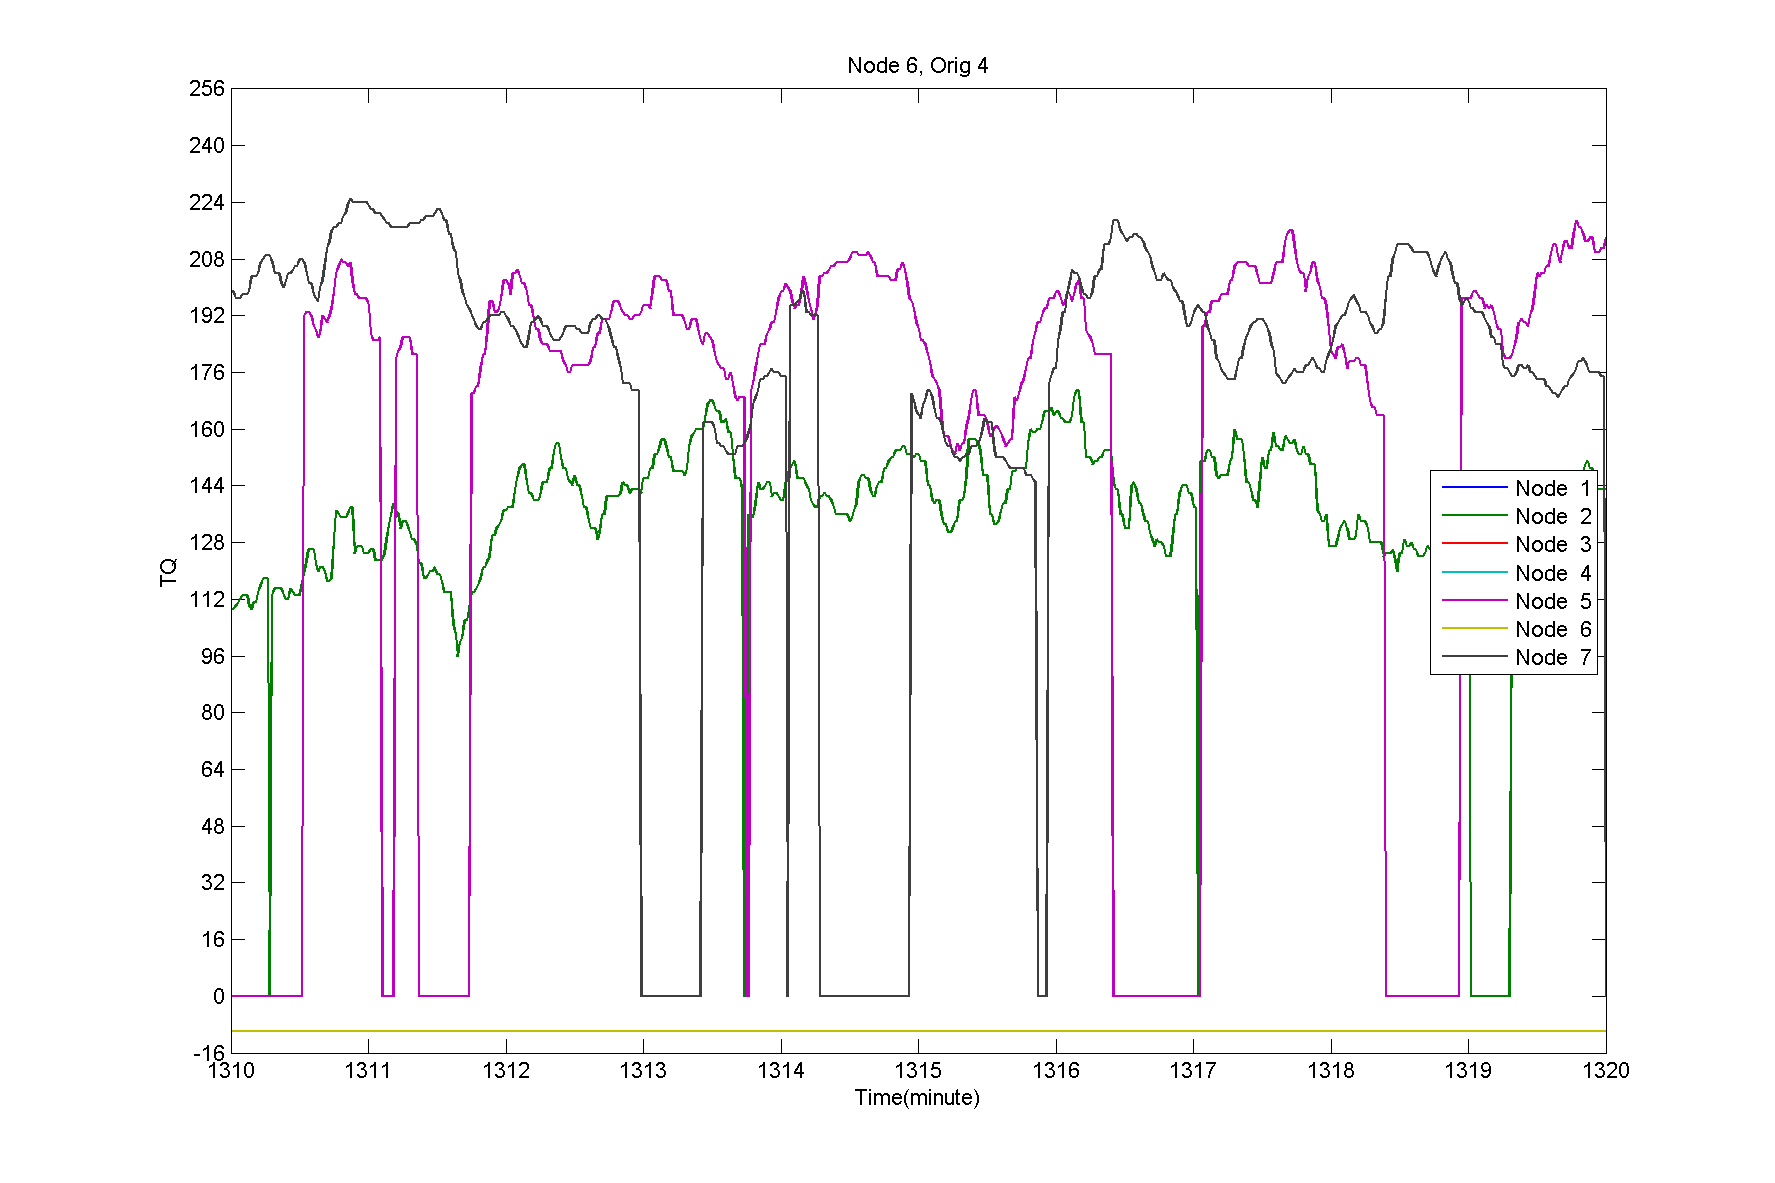 Node 6, Orig 4
256
240
224
208
192
176
160
144
128
112
96
80
64
48
32
16
0
-16
TQ
Node 1
Node 2
Node 3
Node 4
Node 5
Node 6
Node 7
1310 1311 1312 1313 1314 1315 1316 1317 1318 1319 1320
Time(minute)